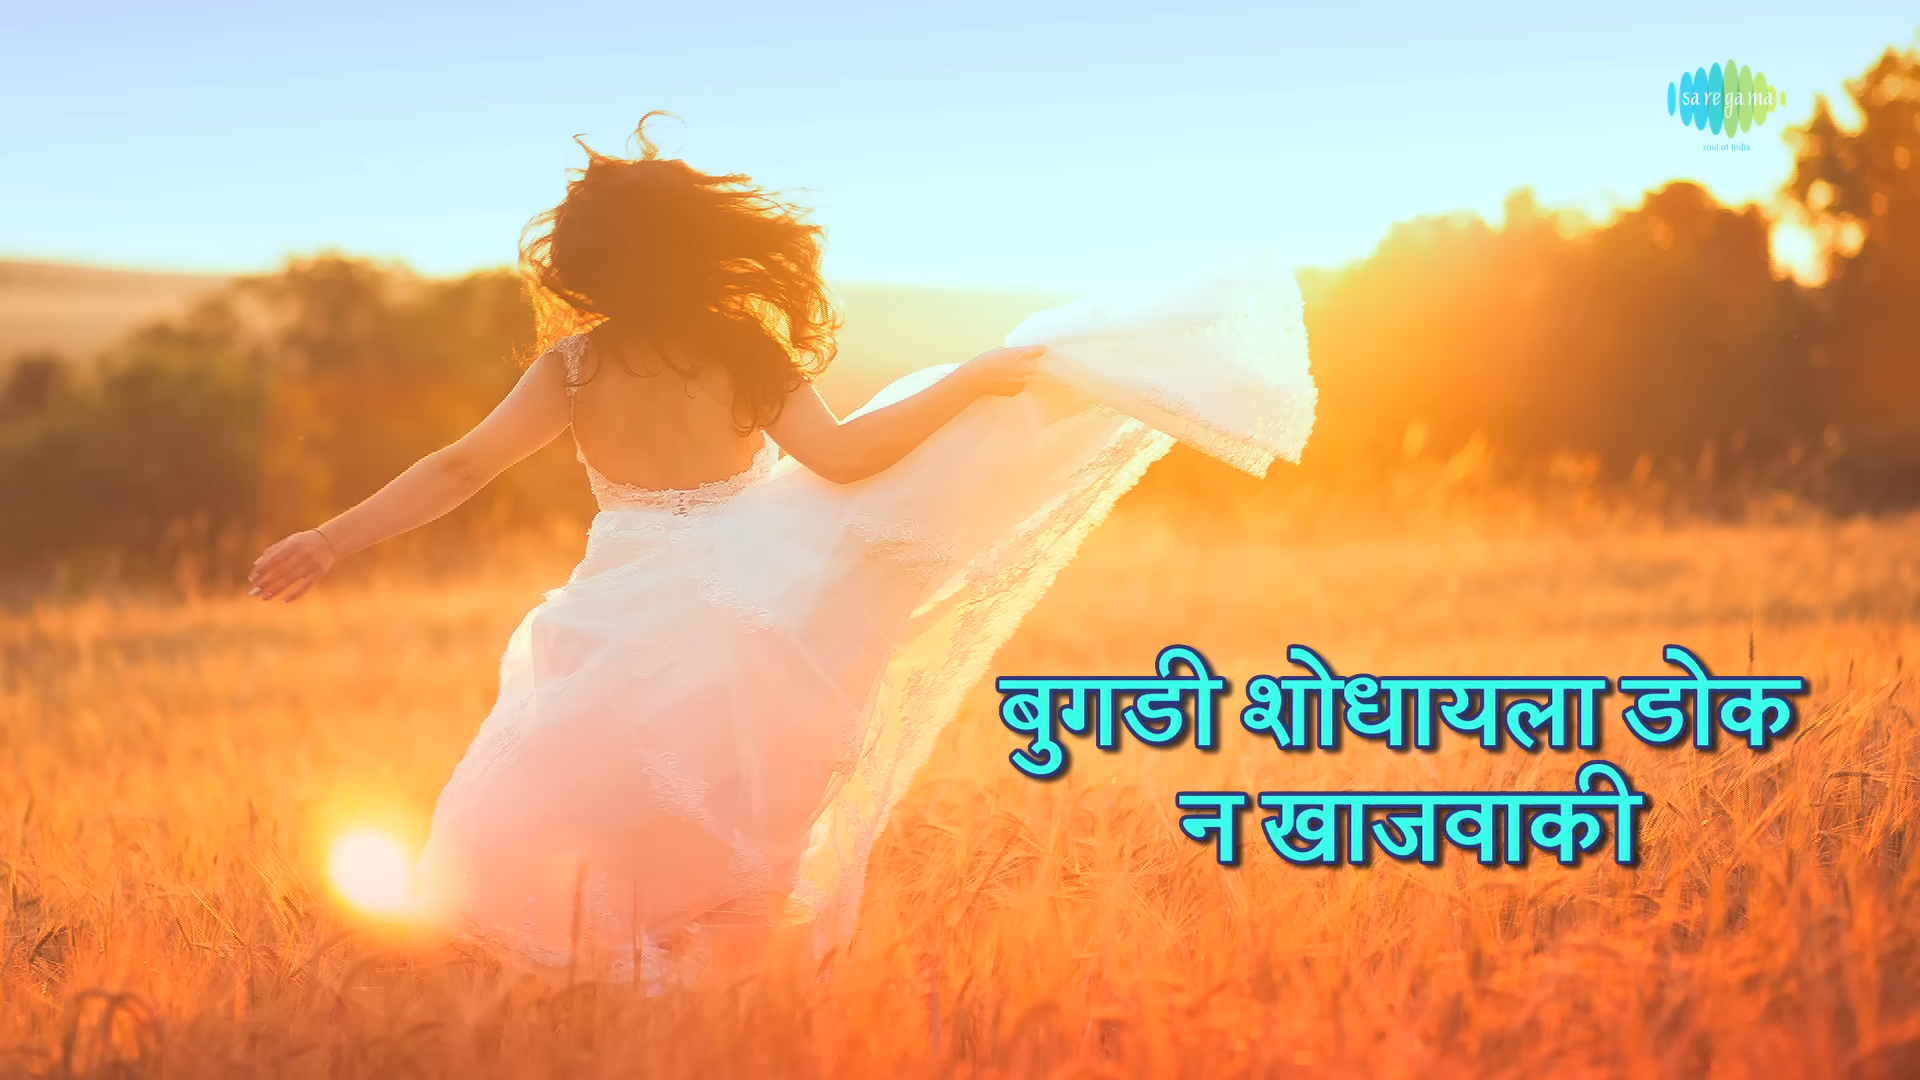 sa re ga ma
soul of India
बुगडी शोधायला डोक
न खाजवाकी